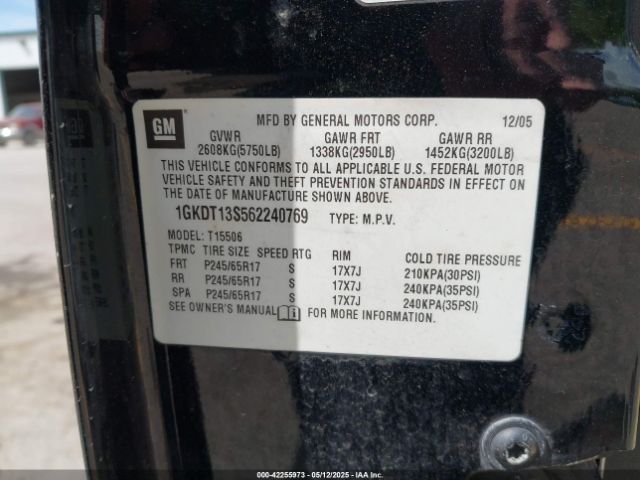 GM
MFD BY GENERAL MOTORS CORP. 12/05
GVWR GAWR FRT GAWR RR
2608KG(5750LB) 1338KG(2950LB) 1452KG(3200LB)
THIS VEHICLE CONFORMS TO ALL APPLICABLE U.S. FEDERAL MOTOR
VEHICLE SAFETY AND THEFT PREVENTION STANDARDS IN EFFECT ON
THE DATE OF MANUFACTURE SHOWN ABOVE.
1GKDT13S562240769 TYPE: M.P.V.
MODEL: T15506
TPMC TIRE SIZE SPEED RTG RIM COLD TIRE PRESSURE
FRT P245/65R17 S 17X7J 210KPA(30PSI)
RR P245/65R17 S 17X7J 240KPA(35PSI)
SPA P245/65R17 S 17X7J 240KPA(35PSI)
SEE OWNER'S MANUAL FOR MORE INFORMATION
000-42255973 - 05/12/2025 - IAAI.COM